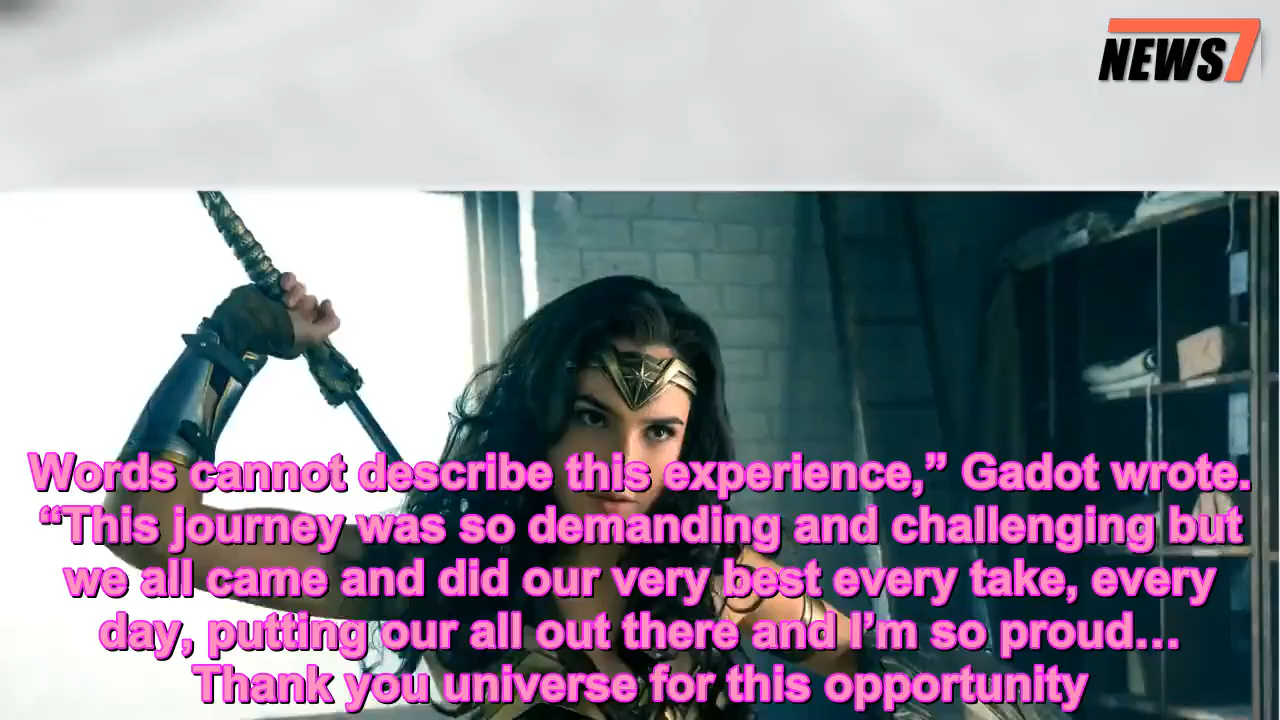 NEWS7
Words cannot describe this experience,” Gadot wrote.
“This journey was so demanding and challenging but
we all came and did our very best every take, every
day, putting our all out there and I’m so proud…
Thank you universe for this opportunity